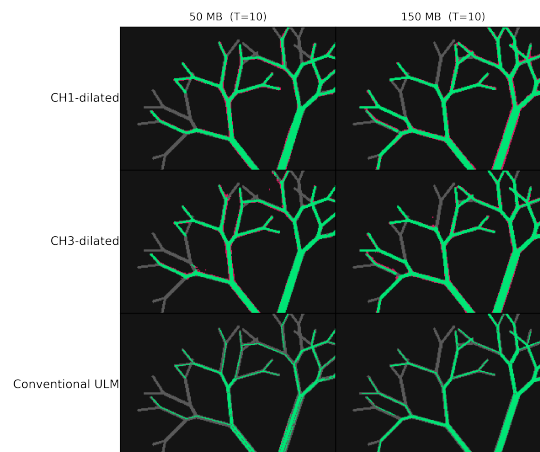 50 MB (T=10)
150 MB (T=10)
CH1-dilated
CH3-dilated
Conventional ULM